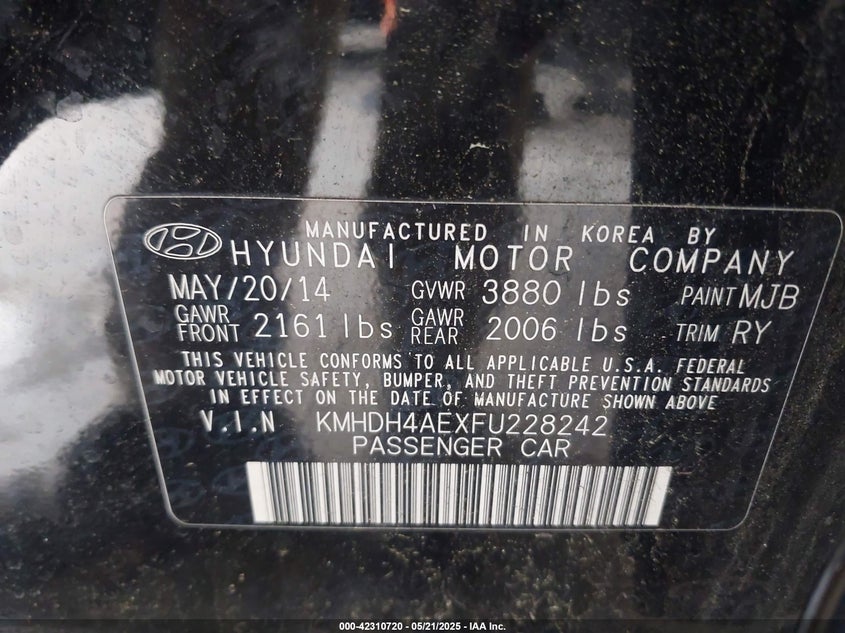 MANUFACTURED IN KOREA BY
HYUNDAI MOTOR COMPANY
MAY/20/14 GVWR 3880 lbs PAINT MJB
GAWR FRONT 2161 lbs GAWR REAR 2006 lbs TRIM RY
THIS VEHICLE CONFORMS TO ALL APPLICABLE U.S.A. FEDERAL
MOTOR VEHICLE SAFETY, BUMPER, AND THEFT PREVENTION STANDARDS
IN EFFECT ON THE DATE OF MANUFACTURE SHOWN ABOVE
V.I.N KMHDH4AEXFU228242
PASSENGER CAR
000-42310720 - 05/21/2025 - IAA Inc.